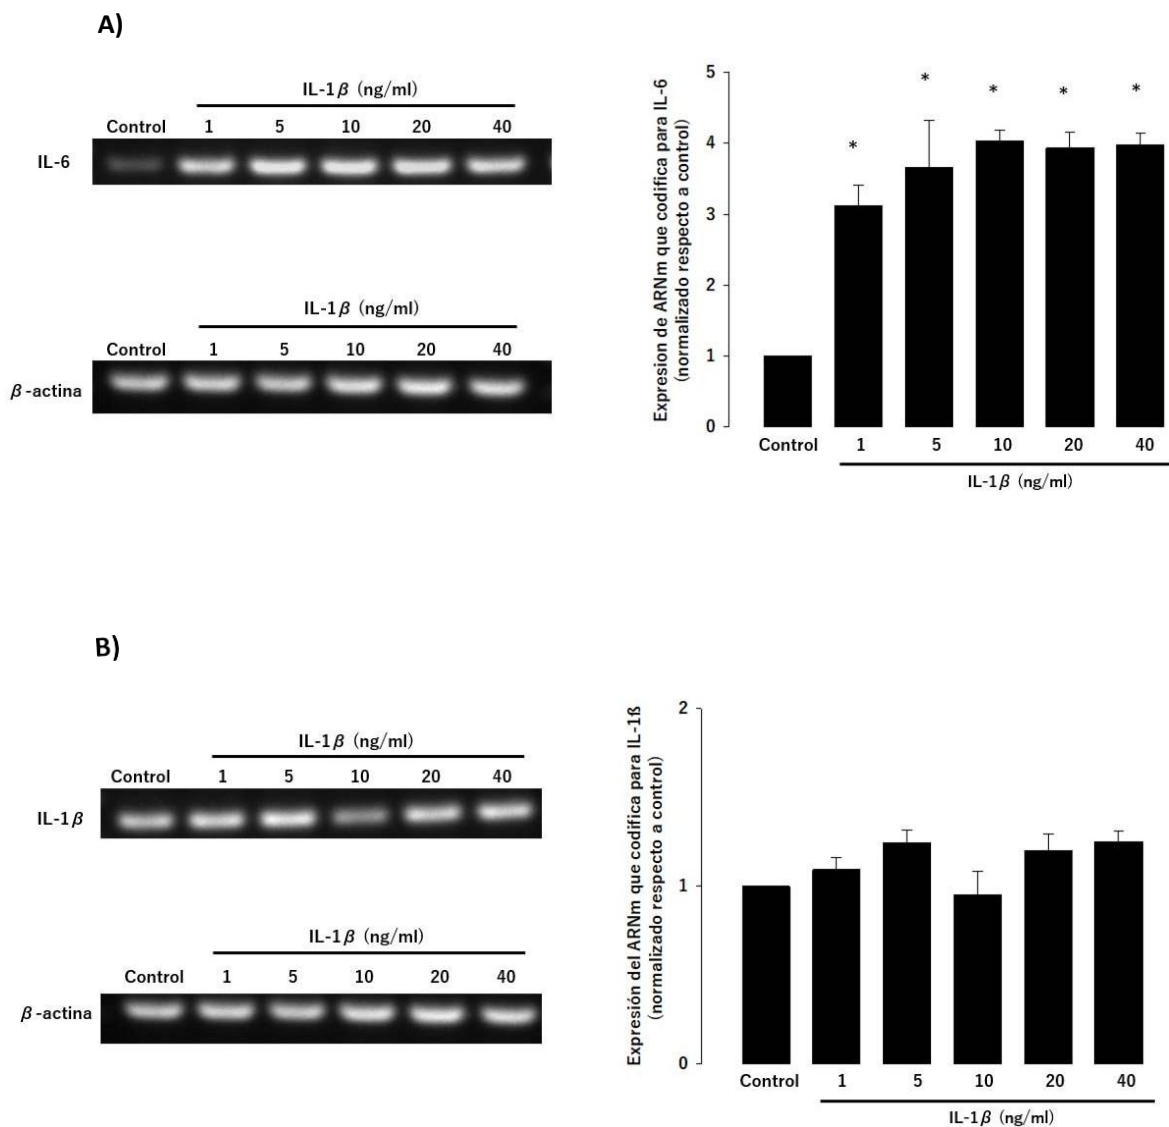 A)
IL-1β (ng/ml)
Control 1 5 10 20 40
IL-6
IL-1β (ng/ml)
Control 1 5 10 20 40
β-actina
Expresion de ARNm que codifica para IL-6
(normalizado respecto a control)
5
4
3
2
1
0
* * * * *
Control 1 5 10 20 40
IL-1β (ng/ml)
B)
IL-1β (ng/ml)
Control 1 5 10 20 40
IL-1β
IL-1β (ng/ml)
Control 1 5 10 20 40
β-actina
Expresión del ARNm que codifica para IL-1ß
(normalizado respecto a control)
2
1
0
Control 1 5 10 20 40
IL-1β (ng/ml)